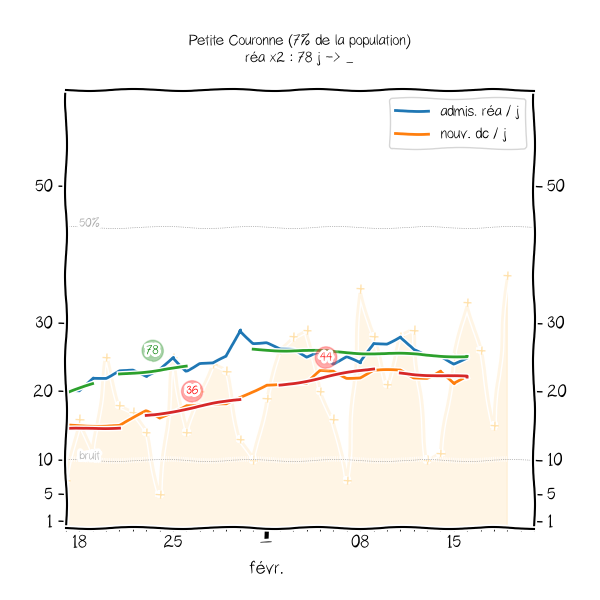 Petite Couronne (7% de la population)
réa x2 : 78 j -> _
admis. réa / j
nouv. dc / j
50 50
50%
30 30
78
44
36
20 20
bruit
10 10
5 5
1 1
18 25 1 08 15
févr.